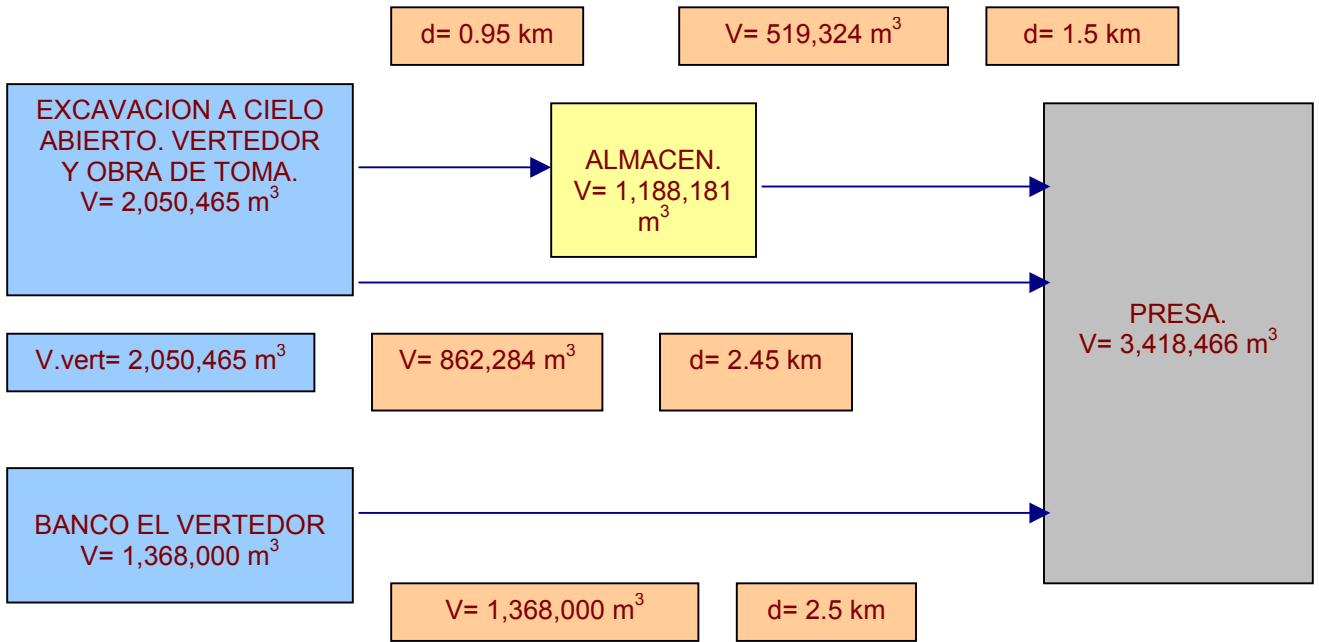 d= 0.95 km
V= 519,324 m³
d= 1.5 km
EXCAVACION A CIELO
ABIERTO. VERTEDOR
Y OBRA DE TOMA.
V= 2,050,465 m³
ALMACEN.
V= 1,188,181
m³
PRESA.
V= 3,418,466 m³
V.vert= 2,050,465 m³
V= 862,284 m³
d= 2.45 km
BANCO EL VERTEDOR
V= 1,368,000 m³
V= 1,368,000 m³
d= 2.5 km